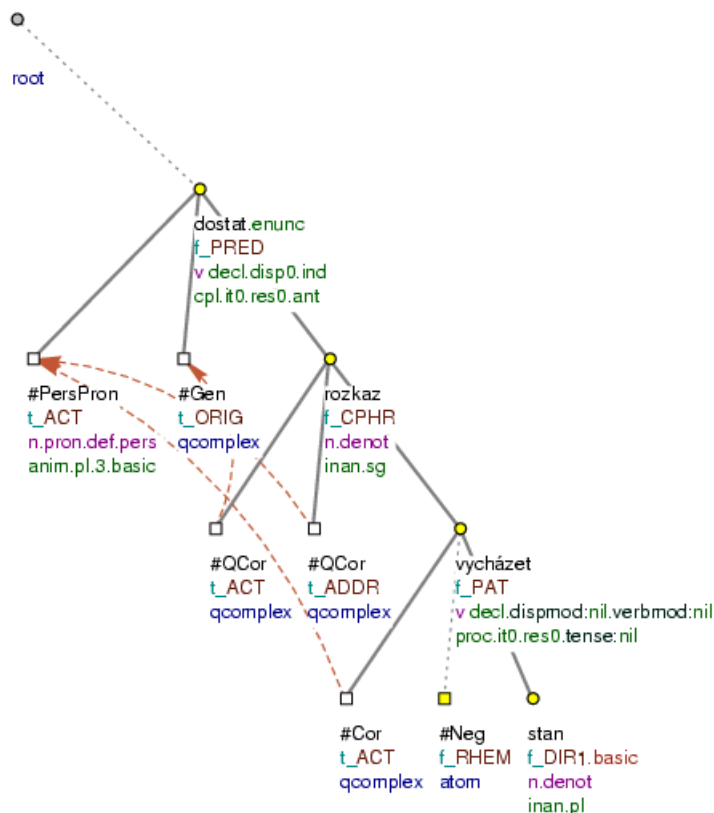 root
dostat.enunc
f_PRED
v decl.disp0.ind
cpl.it0.res0.ant
#PersPron
t_ACT
n.pron.def.pers
anim.pl.3.basic
#Gen
t_ORIG
qcomplex
rozkaz
f_CPHR
n.denot
inan.sg
#QCor
t_ACT
qcomplex
#QCor
t_ADDR
qcomplex
vycházet
f_PAT
v decl.dispmod:nil.verbmod:nil
proc.it0.res0.tense:nil
#Cor
t_ACT
qcomplex
#Neg
f_RHEM
atom
stan
f_DIR1.basic
n.denot
inan.pl